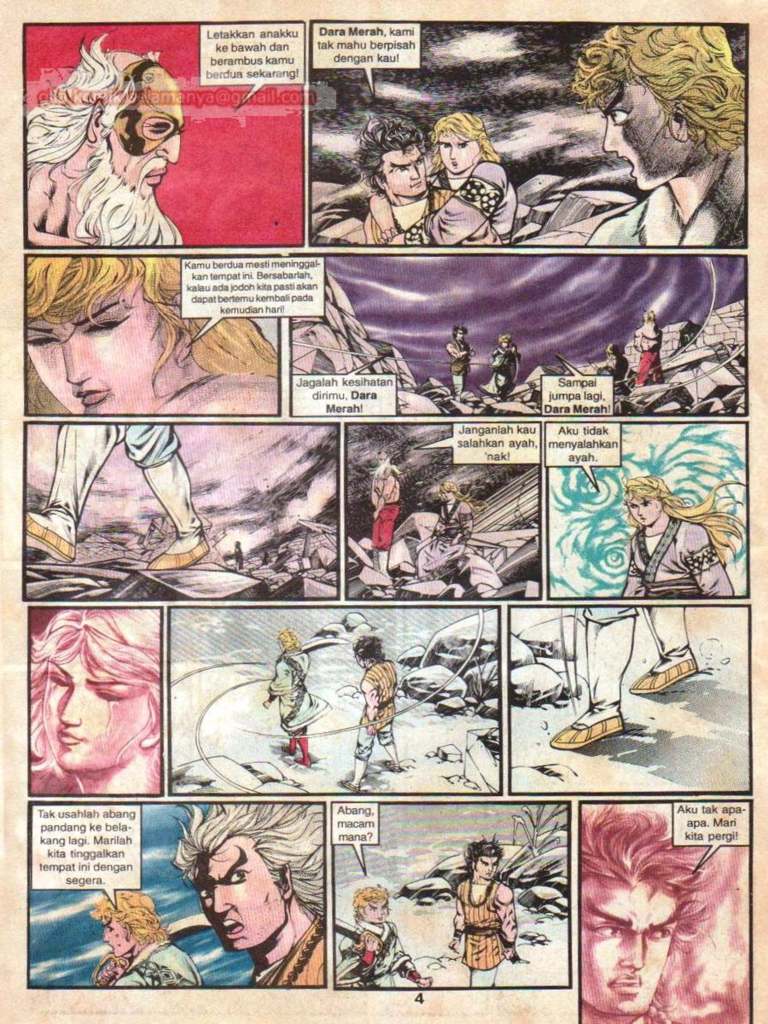 Letakkan anakku
ke bawah dan
berambus kamu
berdua sekarang!
Dara Merah, kami
tak mahu berpisah
dengan kau!
Kamu berdua mesti meninggal-
kan tempat ini. Bersabarlah,
kalau ada jodoh kita pasti akan
dapat bertemu kembali pada
kemudian hari!
Jagalah kesihatan
dirimu, Dara
Merah!
Sampai
jumpa lagi,
Dara Merah!
Janganlah kau
salahkan ayah,
'nak!
Aku tidak
menyalahkan
ayah.
Tak usahlah abang
pandang ke bela-
kang lagi. Marilah
kita tinggalkan
tempat ini dengan
segera.
Abang,
macam
mana?
Aku tak apa-
apa. Mari
kita pergi!
4